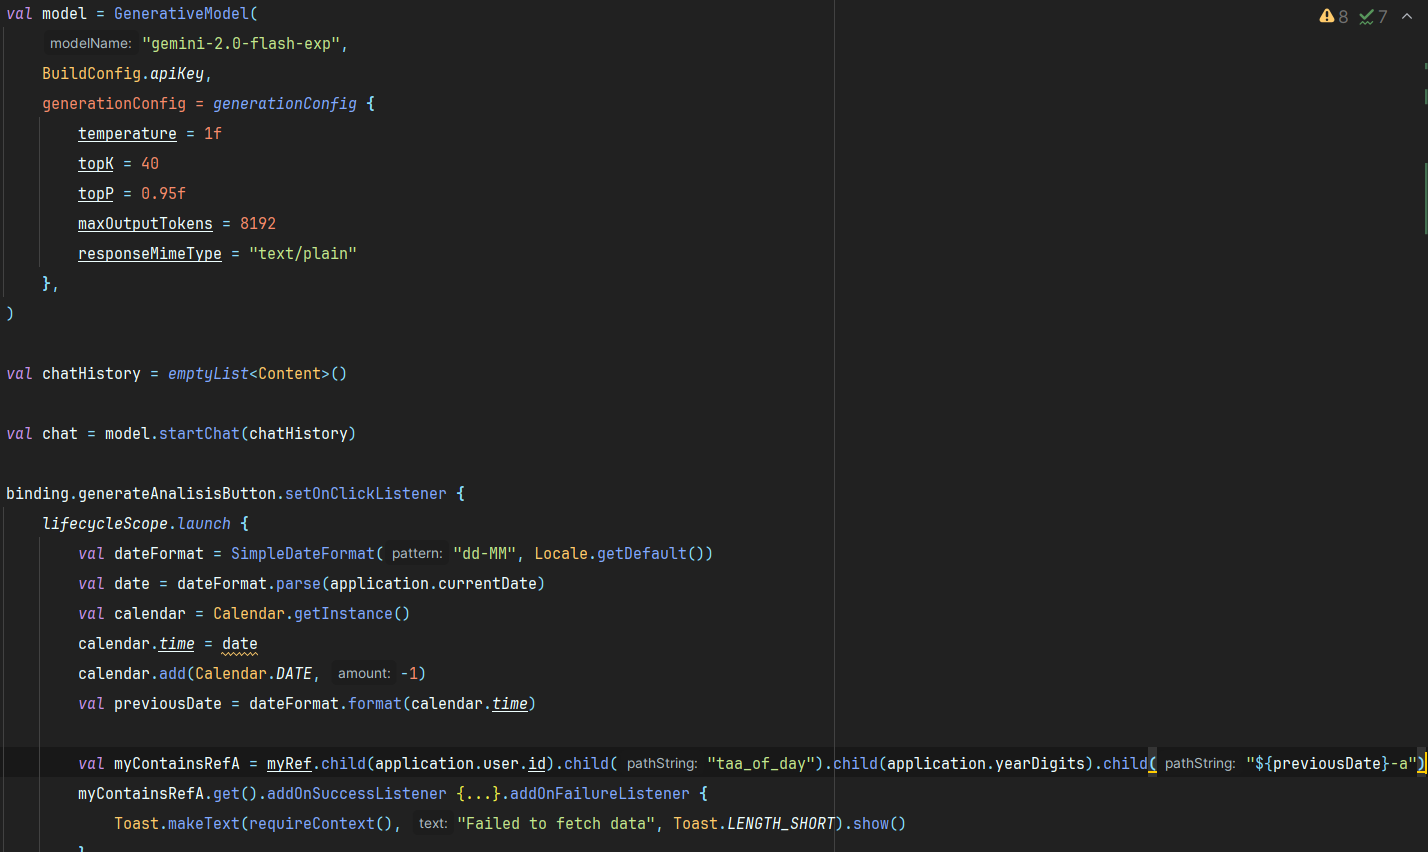 val model = GenerativeModel(
modelName: "gemini-2.0-flash-exp",
BuildConfig.apiKey,
generationConfig = generationConfig {
temperature = 1f
topK = 40
topP = 0.95f
maxOutputTokens = 8192
responseMimeType = "text/plain"
},
)
val chatHistory = emptyList<Content>()
val chat = model.startChat(chatHistory)
binding.generateAnalisisButton.setOnClickListener {
lifecycleScope.launch {
val dateFormat = SimpleDateFormat( pattern: "dd-MM", Locale.getDefault())
val date = dateFormat.parse(application.currentDate)
val calendar = Calendar.getInstance()
calendar.time = date
calendar.add(Calendar.DATE, amount: -1)
val previousDate = dateFormat.format(calendar.time)
val myContainsRefA = myRef.child(application.user.id).child( pathString: "taa_of_day").child(application.yearDigits).child( pathString: "${previousDate}-a")
myContainsRefA.get().addOnSuccessListener {...}.addOnFailureListener {
Toast.makeText(requireContext(), text: "Failed to fetch data", Toast.LENGTH_SHORT).show()
8 7